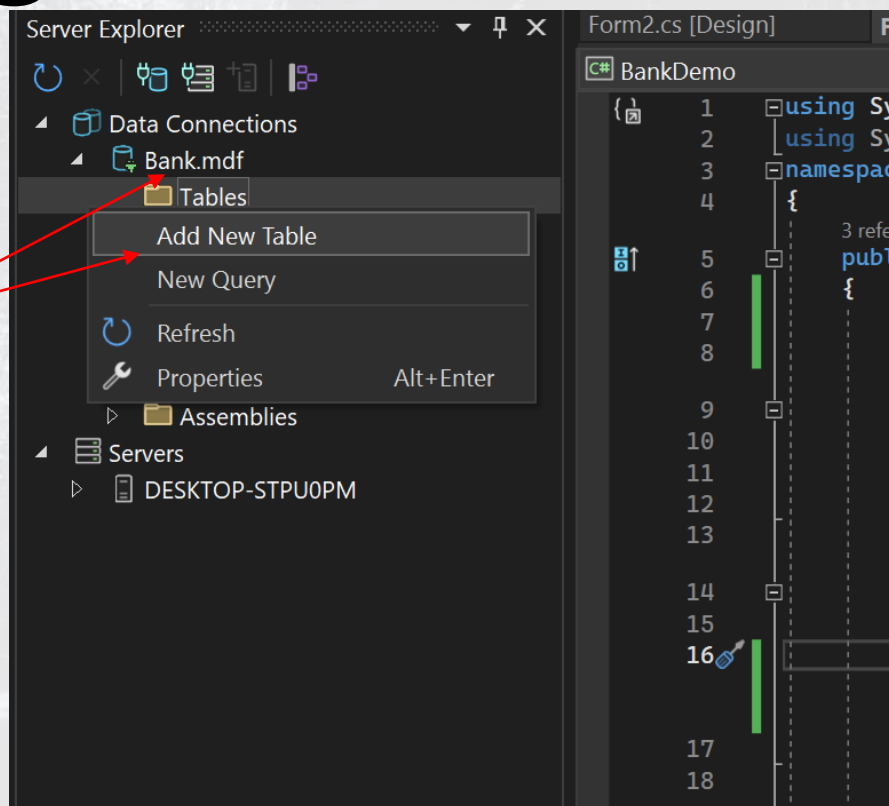 Server Explorer
Data Connections
Bank.mdf
Tables
Add New Table
New Query
Refresh
Properties Alt+Enter
Assemblies
Servers
DESKTOP-STPU0PM
Form2.cs [Design]
C# BankDemo
1 using Sy
2 using Sy
3 namespac
4 {
3 refe
5 publ
6 {
7
8
9
10
11
12
13
14
15
16
17
18